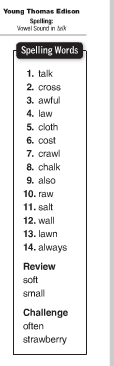 Young Thomas Edison
Spelling:
Vowel Sound in talk
Spelling Words
1. talk
2. cross
3. awful
4. law
5. cloth
6. cost
7. crawl
8. chalk
9. also
10. raw
11. salt
12. wall
13. lawn
14. always
Review
soft
small
Challenge
often
strawberry